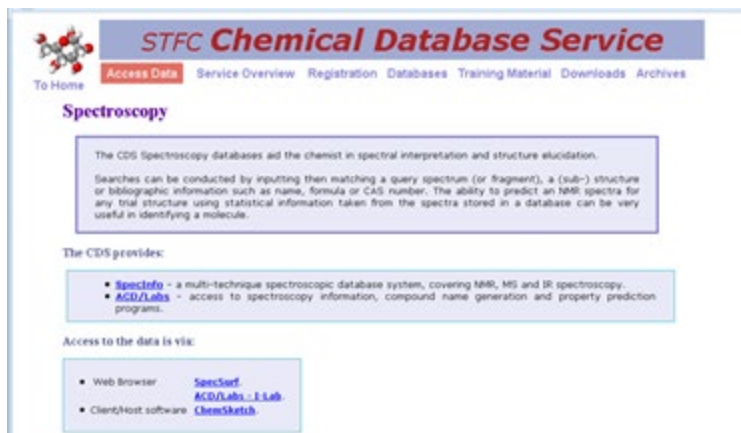 STFC Chemical Database Service
To Home
Access Data Service Overview Registration Databases Training Material Downloads Archives
Spectroscopy
The CDS Spectroscopy databases aid the chemist in spectral interpretation and structure elucidation.
Searches can be conducted by inputting then matching a query spectrum (or fragment), a (sub-) structure
or bibliographic information such as name, formula or CAS number. The ability to predict an NMR spectra for
any trial structure using statistical information taken from the spectra stored in a database can be very
useful in identifying a molecule.
The CDS provides:
SpecInfo - a multi-technique spectroscopic database system, covering NMR, MS and IR spectroscopy.
ACD/Labs - access to spectroscopy information, compound name generation and property prediction
programs.
Access to the data is via:
Web Browser SpecSurf.
ACD/Labs - I-Lab.
Client/Host software ChemSketch.